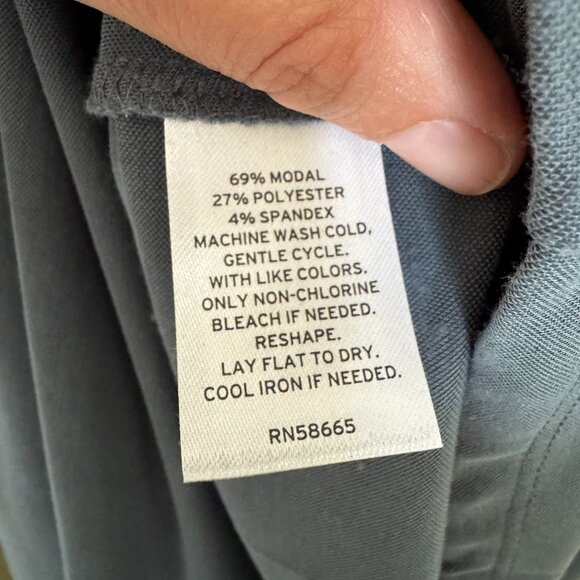 69% MODAL
27% POLYESTER
4% SPANDEX
MACHINE WASH COLD,
GENTLE CYCLE.
WITH LIKE COLORS.
ONLY NON-CHLORINE
BLEACH IF NEEDED.
RESHAPE.
LAY FLAT TO DRY.
COOL IRON IF NEEDED.
RN58665